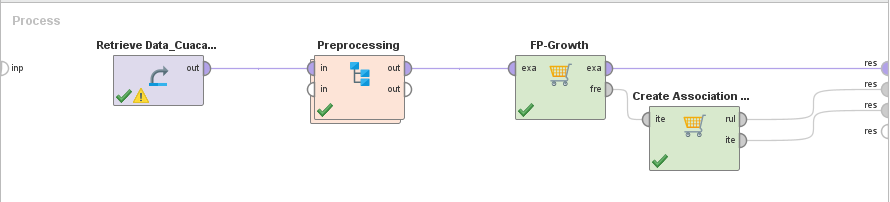 Process
inp
Retrieve Data_Cuaca...
out
Preprocessing
in
out
in
out
FP-Growth
exa
exa
fre
Create Association ...
ite
rul
ite
res
res
res
res